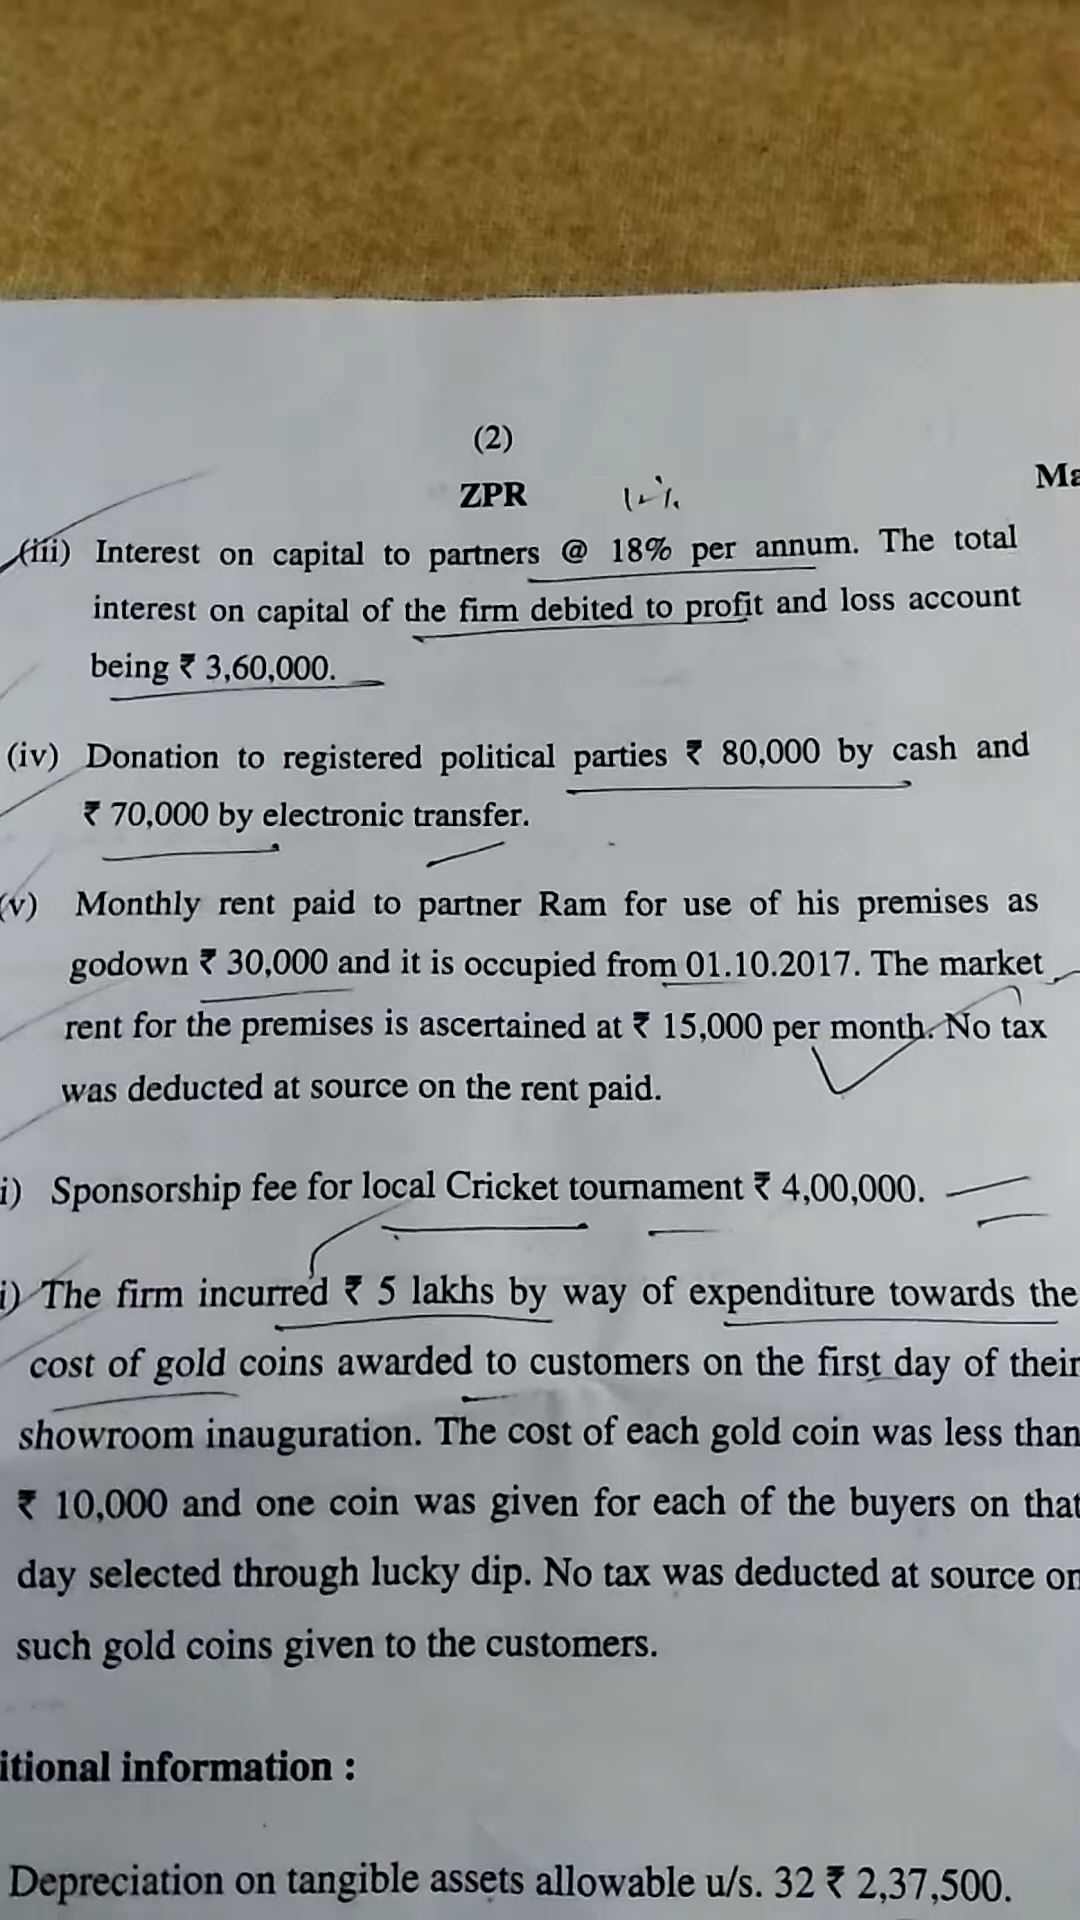 (2)
ZPR
12%
(iii) Interest on capital to partners @ 18% per annum. The total
interest on capital of the firm debited to profit and loss account
being ₹ 3,60,000.
(iv) Donation to registered political parties ₹ 80,000 by cash and
₹ 70,000 by electronic transfer.
(v) Monthly rent paid to partner Ram for use of his premises as
godown ₹ 30,000 and it is occupied from 01.10.2017. The market
rent for the premises is ascertained at ₹ 15,000 per month. No tax
was deducted at source on the rent paid.
i) Sponsorship fee for local Cricket tournament ₹ 4,00,000.
i) The firm incurred ₹ 5 lakhs by way of expenditure towards the
cost of gold coins awarded to customers on the first day of their
showroom inauguration. The cost of each gold coin was less than
₹ 10,000 and one coin was given for each of the buyers on that
day selected through lucky dip. No tax was deducted at source on
such gold coins given to the customers.
itional information :
Depreciation on tangible assets allowable u/s. 32 ₹ 2,37,500.